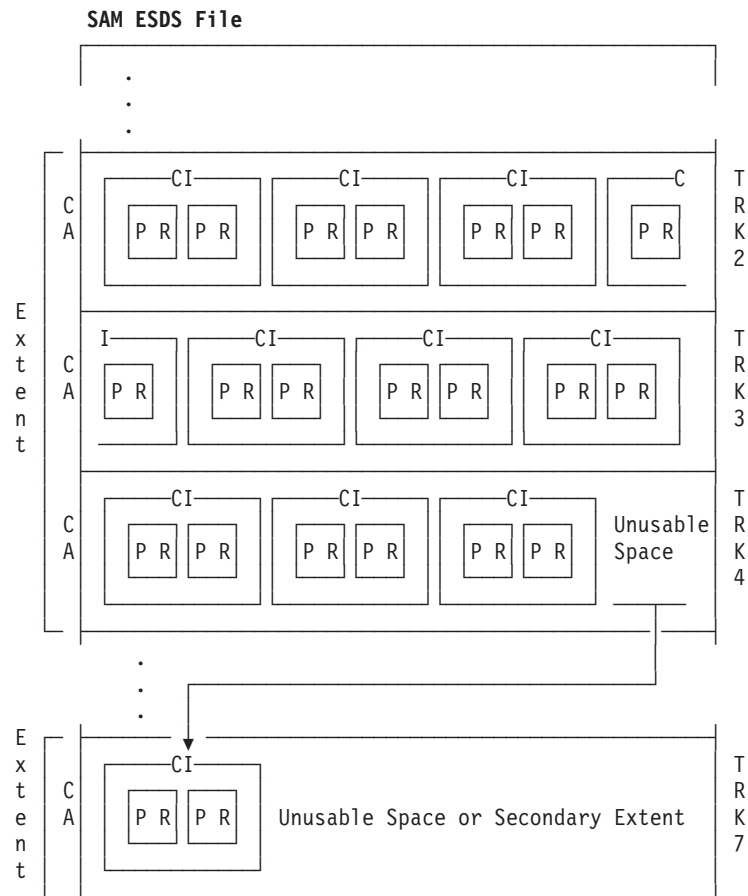 SAM ESDS File
.
.
.
CI CI CI C
P R P R P R P R P R P R P R
C
A
T
R
K
2
E
x
t
e
n
t
I CI CI CI
P R P R P R P R P R P R P R
C
A
T
R
K
3
CI CI CI
P R P R P R P R P R P R
Unusable
Space
C
A
T
R
K
4
.
.
.
E
x
t
e
n
t
CI
P R P R Unusable Space or Secondary Extent
C
A
T
R
K
7